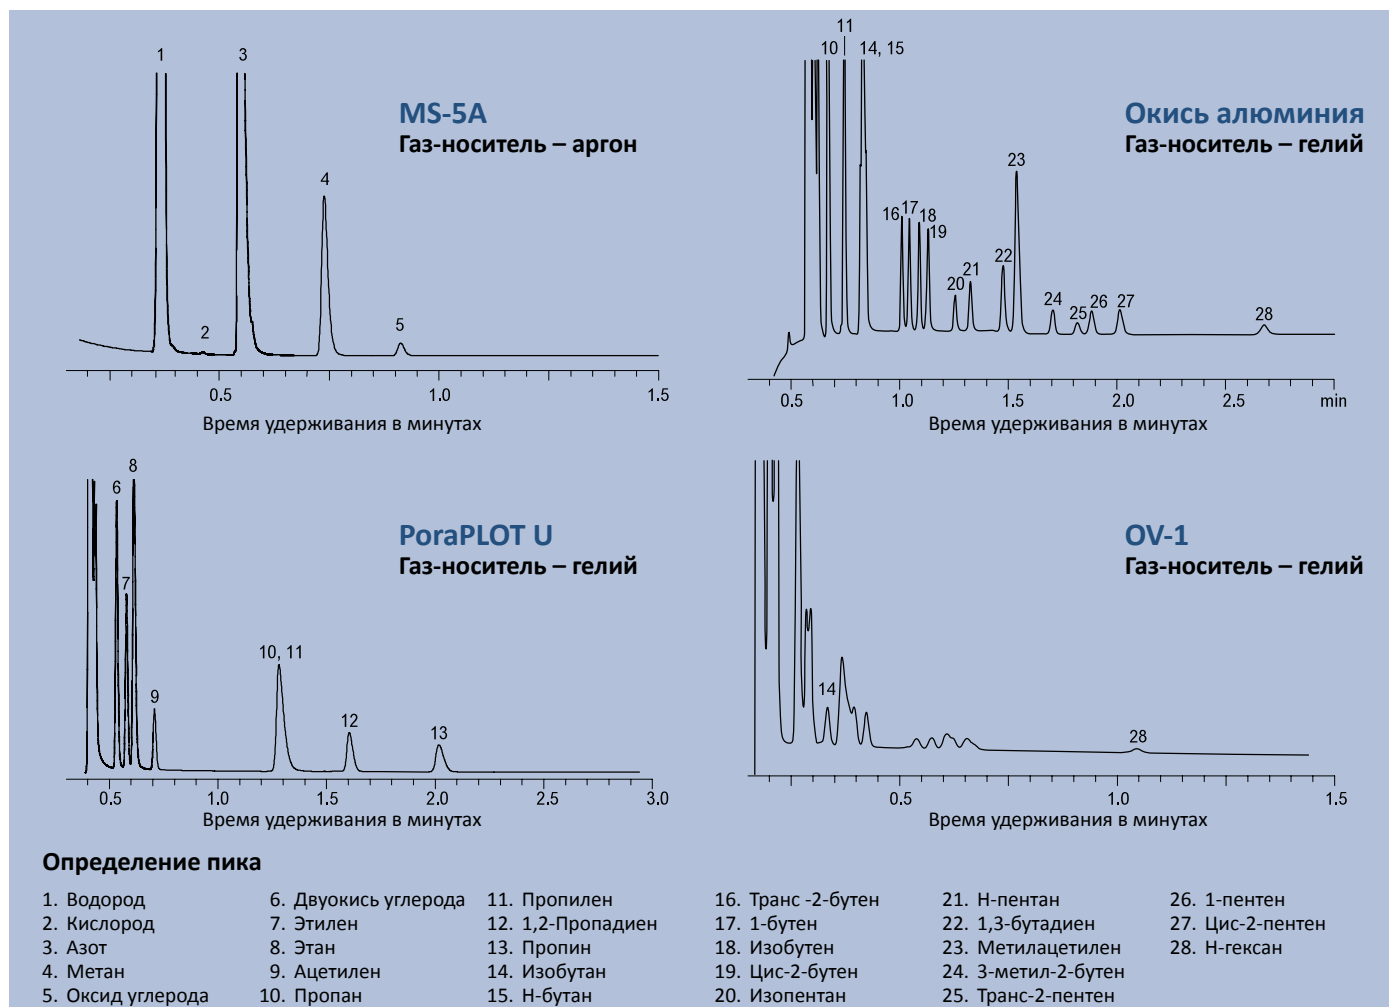 MS-5A
Газ-носитель – аргон
1
2
3
4
5
0.5
1.0
1.5
Время удерживания в минутах
Окись алюминия
Газ-носитель – гелий
10
11
14, 15
16
17
18
19
20
21
22
23
24
25
26
27
28
0.5
1.0
1.5
2.0
2.5
min
Время удерживания в минутах
PoraPLOT U
Газ-носитель – гелий
6
7
8
9
10, 11
12
13
0.5
1.0
1.5
2.0
2.5
3.0
Время удерживания в минутах
OV-1
Газ-носитель – гелий
14
28
0.5
1.0
1.5
Время удерживания в минутах
Определение пика
1. Водород
2. Кислород
3. Азот
4. Метан
5. Оксид углерода
6. Двуокись углерода
7. Этилен
8. Этан
9. Ацетилен
10. Пропан
11. Пропилен
12. 1,2-Пропадиен
13. Пропин
14. Изобутан
15. Н-бутан
16. Транс -2-бутен
17. 1-бутен
18. Изобутен
19. Цис-2-бутен
20. Изопентан
21. Н-пентан
22. 1,3-бутадиен
23. Метилацетилен
24. 3-метил-2-бутен
25. Транс-2-пентен
26. 1-пентен
27. Цис-2-пентен
28. Н-гексан